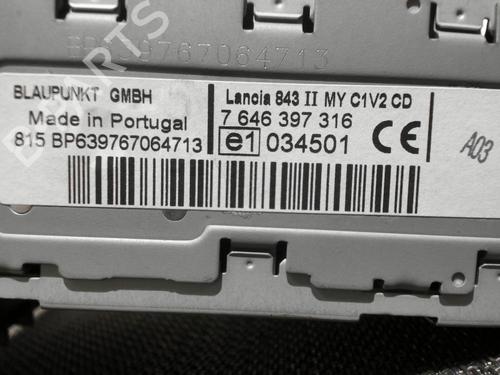 BP639767064713
BLAUPUNKT GMBH
Made in Portugal
815 BP639767064713
Lancia 843 II MY C1V2 CD
7 646 397 316
e1 034501 CE
A03